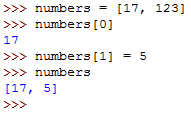 >>> numbers = [17, 123]
>>> numbers[0]
17
>>> numbers[1] = 5
>>> numbers
[17, 5]
>>>